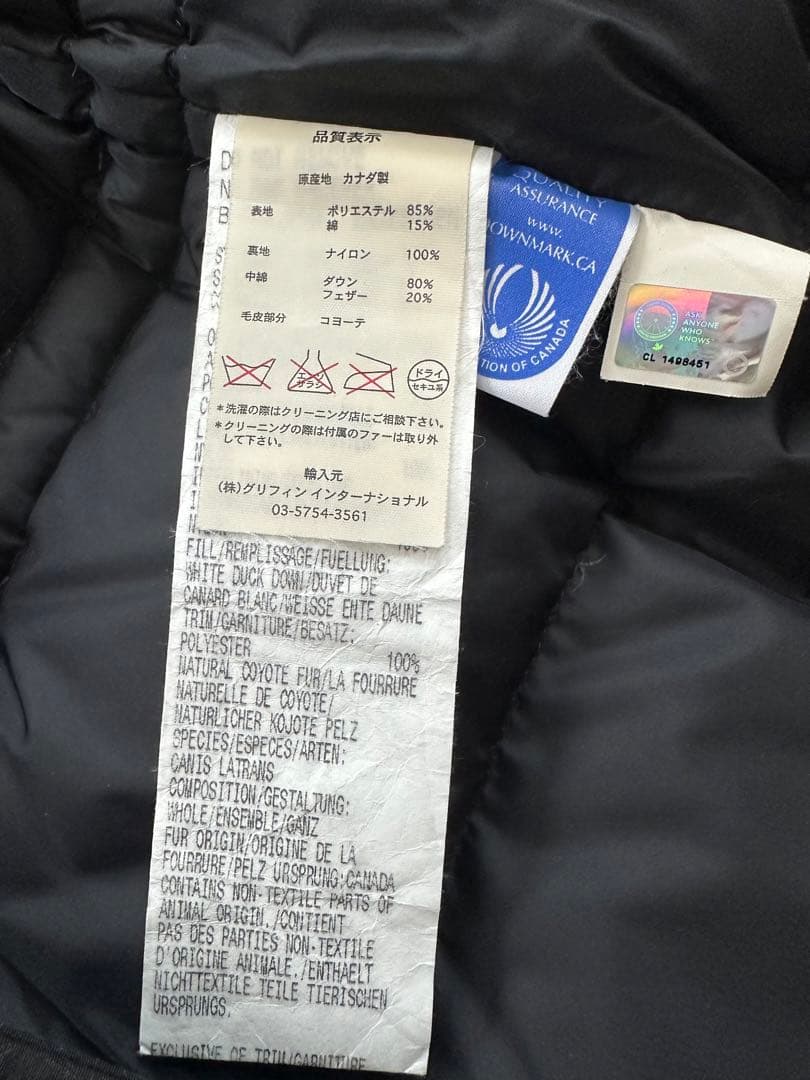 品質表示
原産地 カナダ製
表地 ポリエステル 85%
綿 15%
裏地 ナイロン 100%
中綿 ダウン 80%
フェザー 20%
毛皮部分 コヨーテ
エンソ
サラシ
ドライ
セキユ系
*洗濯の際はクリーニング店にご相談下さい。
*クリーニングの際は付属のファーは取り外
して下さい。
輸入元
(株)グリフィン インターナショナル
03-5754-3561
FILL/REMPLISSAGE/FUELLUNG:
WHITE DUCK DOWN/DUVET DE
CANARD BLANC/WEISSE ENTE DAUNE
TRIM/GARNITURE/BESATZ:
POLYESTER 100%
NATURAL COYOTE FUR/LA FOURRURE
NATURELLE DE COYOTE/
NATURLICHER KOJOTE PELZ
SPECIES/ESPECES/ARTEN:
CANIS LATRANS
COMPOSITION/GESTALTUNG:
WHOLE/ENSEMBLE/GANZ
FUR ORIGIN/ORIGINE DE LA
FOURRURE/PELZ URSPRUNG:CANADA
CONTAINS NON-TEXTILE PARTS OF
ANIMAL ORIGIN./CONTIENT
PAS DES PARTIES NON-TEXTILE
D'ORIGINE ANIMALE./ENTHAELT
NICHTTEXTILE TEILE TIERISCHEN
URSPRUNGS.
EXCLUSIVE OF TRIM/GARNITURE
QUALITY
ASSURANCE
www.
DOWNMARK.CA
OF CANADA
ASK
ANYONE
WHO
KNOWS
CL 1498451